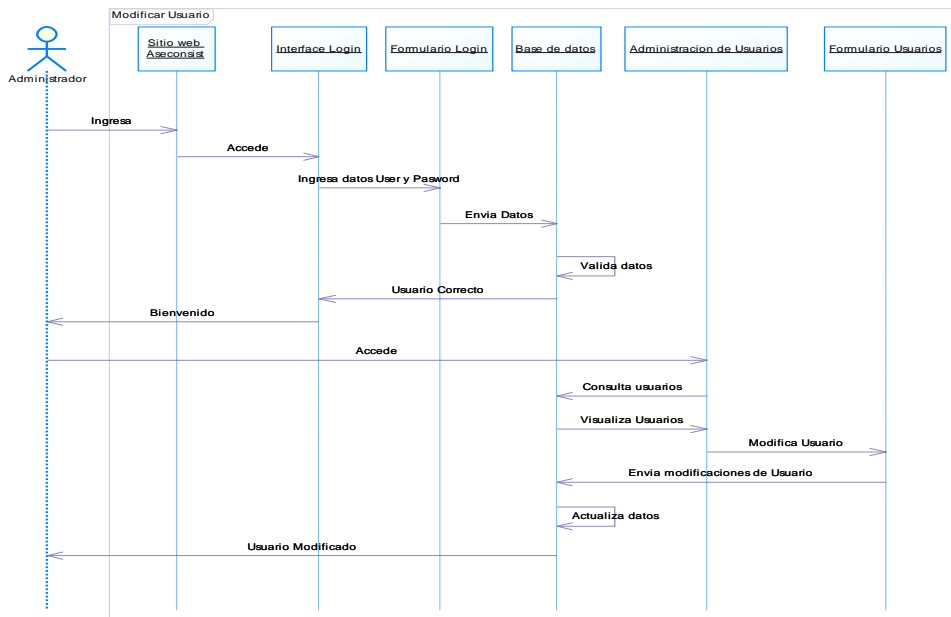 Modificar Usuario
Sitio web
Aseconsist
Interface Login
Formulario Login
Base de datos
Administracion de Usuarios
Formulario Usuarios
Administrador
Ingresa
Accede
Ingresa datos User y Pasword
Envia Datos
Valida datos
Usuario Correcto
Bienvenido
Accede
Consulta usuarios
Visualiza Usuarios
Modifica Usuario
Envia modificaciones de Usuario
Actualiza datos
Usuario Modificado